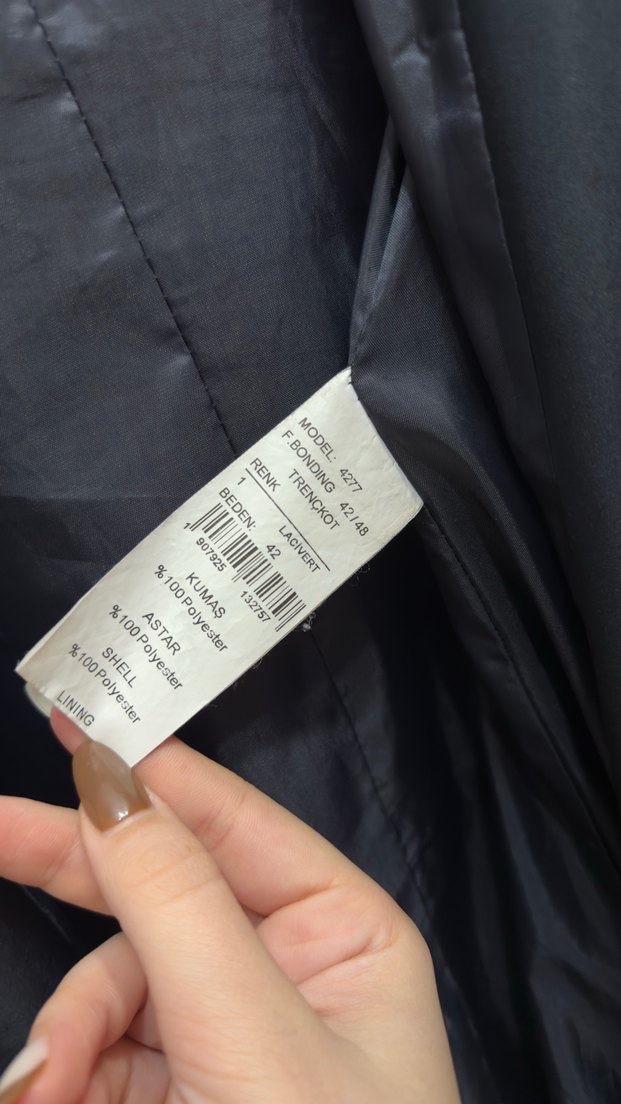 MODEL: 4277
F.BONDING 42 / 48
TRENÇKOT
RENK
1 LACİVERT
BEDEN: 42
1 907925 132757
KUMAŞ
%100 Polyester
ASTAR
%100 Polyester
SHELL
%100 Polyester
LINING